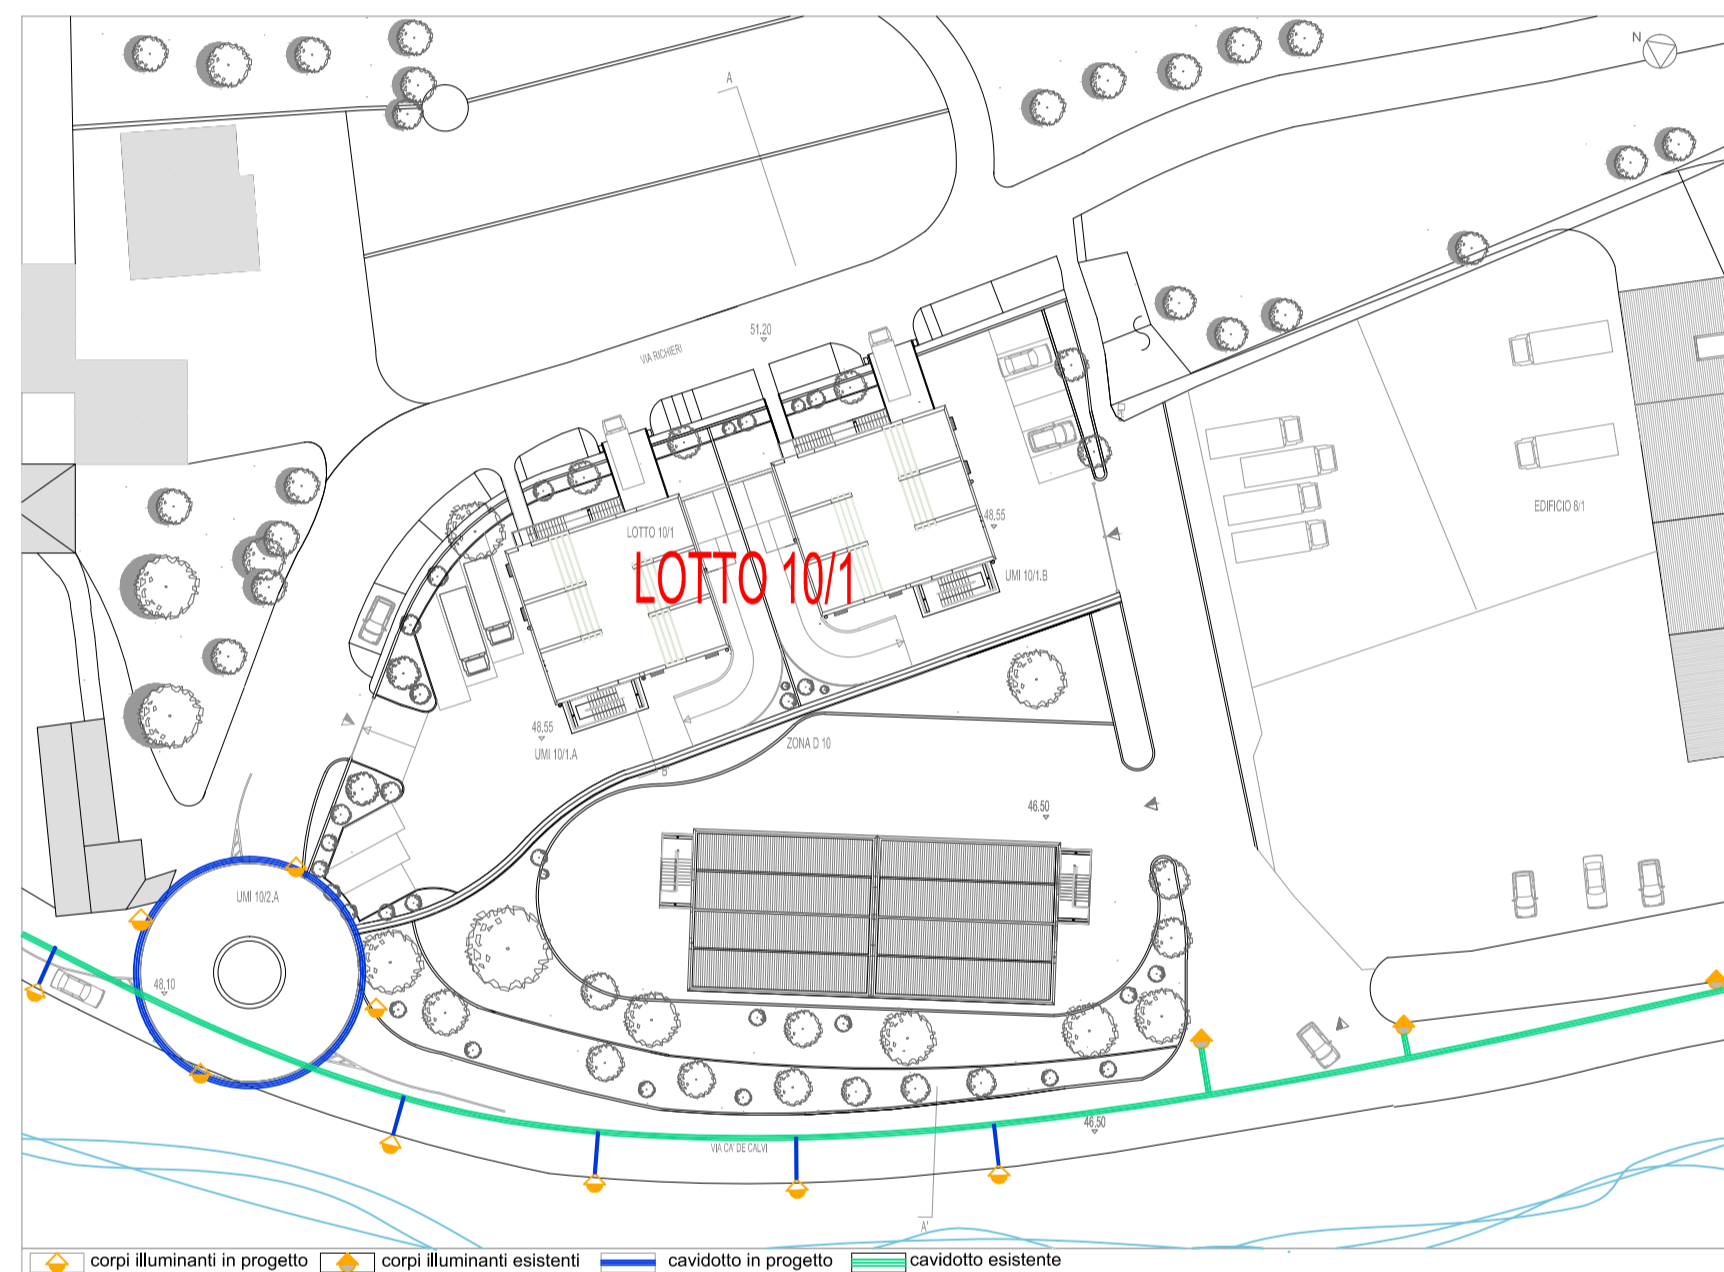 N
A
51.20
VIA RICHIERI
EDIFICIO 8/1
48.55
LOTTO 10/1
LOTTO 10/1
UMI 10/1.B
48.55
UMI 10/1.A
ZONA D 10
B
46.50
UMI 10/2.A
48.10
46.50
VIA CA' DE CALVI
A'
corpi illuminanti in progetto corpi illuminanti esistenti cavidotto in progetto cavidotto esistente